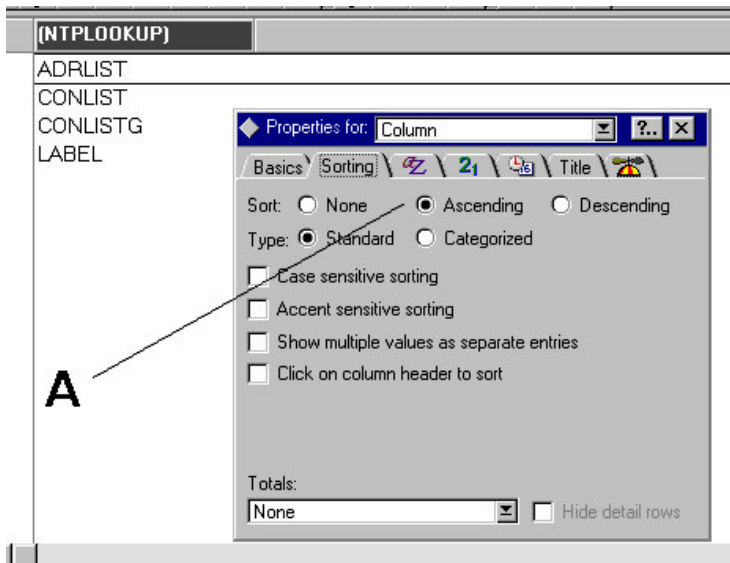 (NTPLOOKUP)
ADRLIST
CONLIST
CONLISTG
LABEL
Properties for: Column ?..
Basics Sorting Title
Sort: None Ascending Descending
Type: Standard Categorized
Case sensitive sorting
Accent sensitive sorting
Show multiple values as separate entries
Click on column header to sort
A
Totals:
None Hide detail rows